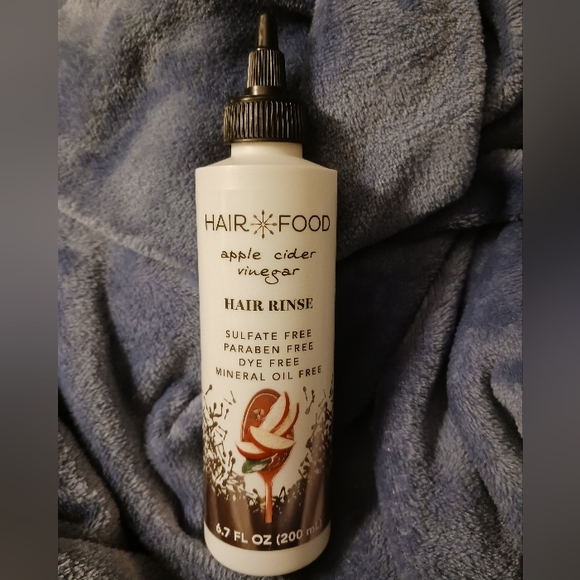 HAIR FOOD
apple cider
vinegar
HAIR RINSE
SULFATE FREE
PARABEN FREE
DYE FREE
MINERAL OIL FREE
6.7 FL OZ (200 mL)